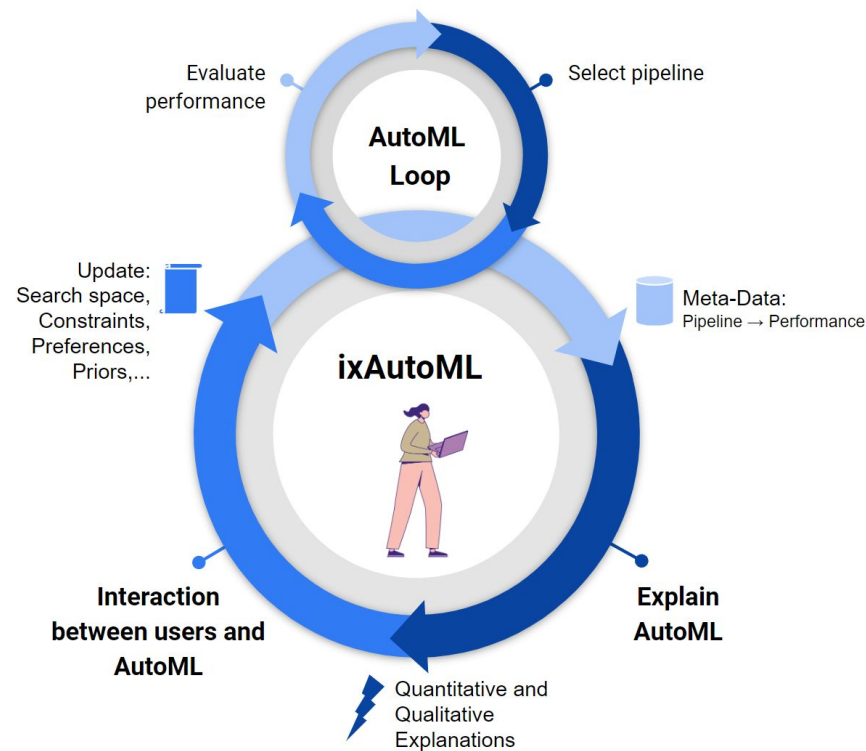 Evaluate
performance
Select pipeline
AutoML
Loop
Update:
Search space,
Constraints,
Preferences,
Priors,...
Meta-Data:
Pipeline → Performance
ixAutoML
Interaction
between users and
AutoML
Explain
AutoML
Quantitative and
Qualitative
Explanations